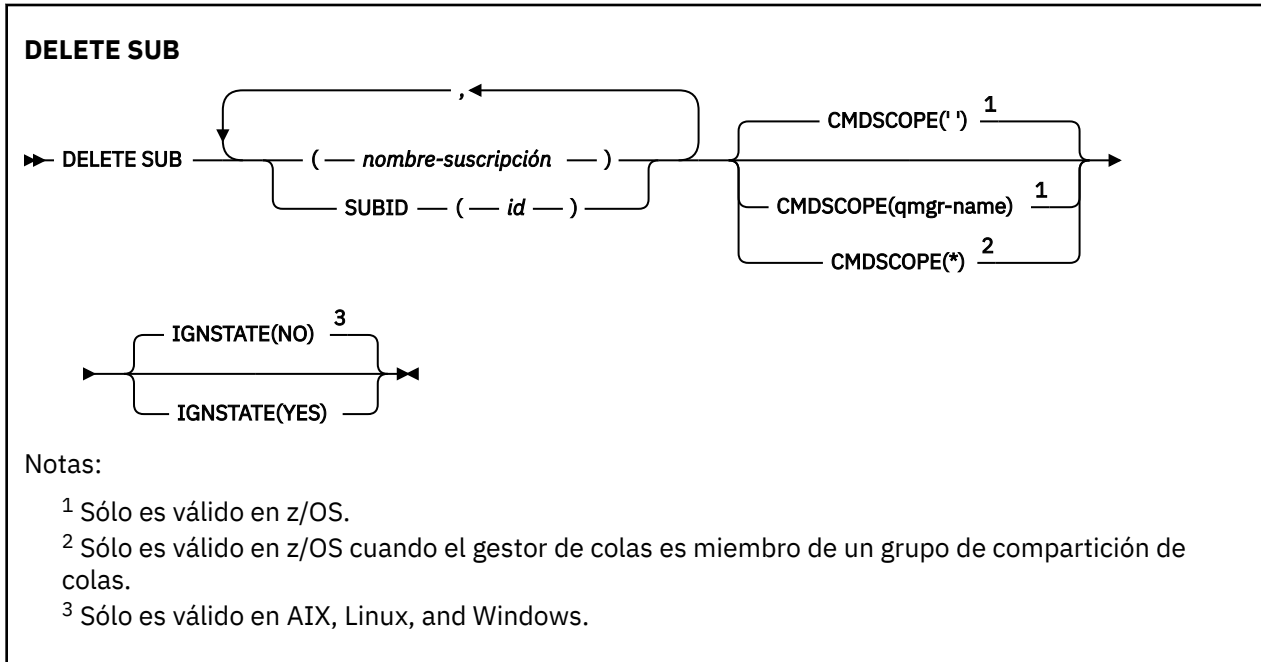 DELETE SUB
,
DELETE SUB ( nombre-suscripción )
SUBID ( id )
CMDSCOPE(' ') 1
CMDSCOPE(qmgr-name) 1
CMDSCOPE(*) 2
IGNSTATE(NO) 3
IGNSTATE(YES)
Notas:
1 Sólo es válido en z/OS.
2 Sólo es válido en z/OS cuando el gestor de colas es miembro de un grupo de compartición de
colas.
3 Sólo es válido en AIX, Linux, and Windows.